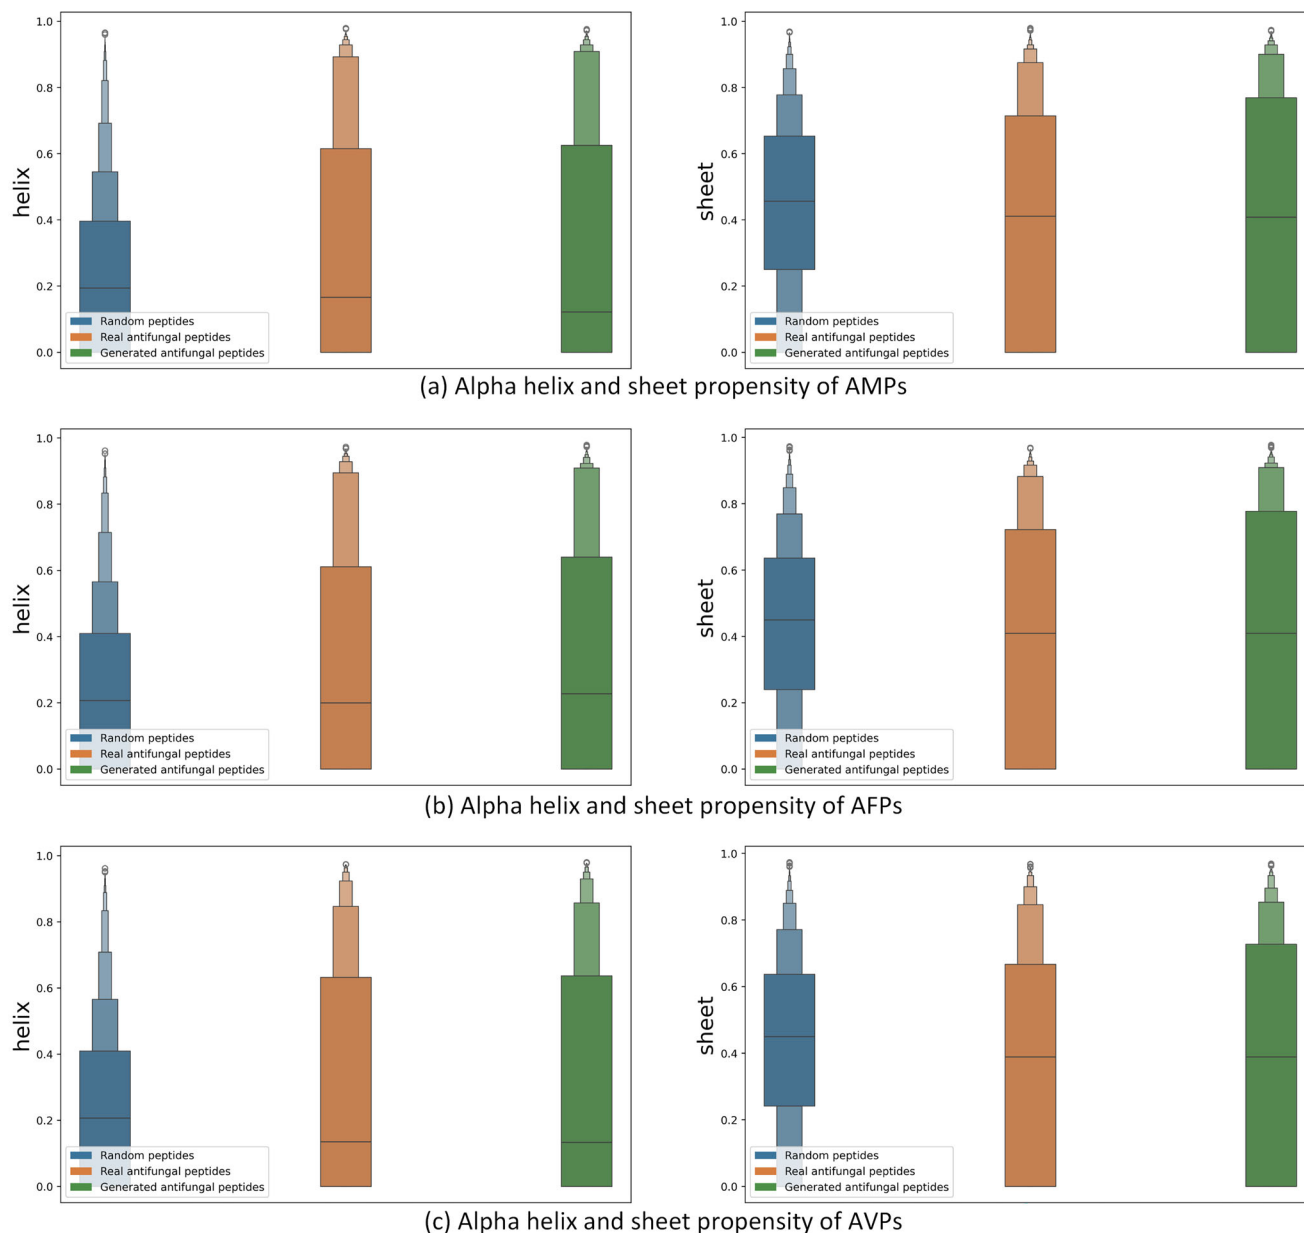 1.0
0.8
0.6
0.4
0.2
0.0
helix
Random peptides
Real antifungal peptides
Generated antifungal peptides
1.0
0.8
0.6
0.4
0.2
0.0
sheet
Random peptides
Real antifungal peptides
Generated antifungal peptides
(a) Alpha helix and sheet propensity of AMPs
1.0
0.8
0.6
0.4
0.2
0.0
helix
Random peptides
Real antifungal peptides
Generated antifungal peptides
1.0
0.8
0.6
0.4
0.2
0.0
sheet
Random peptides
Real antifungal peptides
Generated antifungal peptides
(b) Alpha helix and sheet propensity of AFPs
1.0
0.8
0.6
0.4
0.2
0.0
helix
Random peptides
Real antifungal peptides
Generated antifungal peptides
1.0
0.8
0.6
0.4
0.2
0.0
sheet
Random peptides
Real antifungal peptides
Generated antifungal peptides
(c) Alpha helix and sheet propensity of AVPs